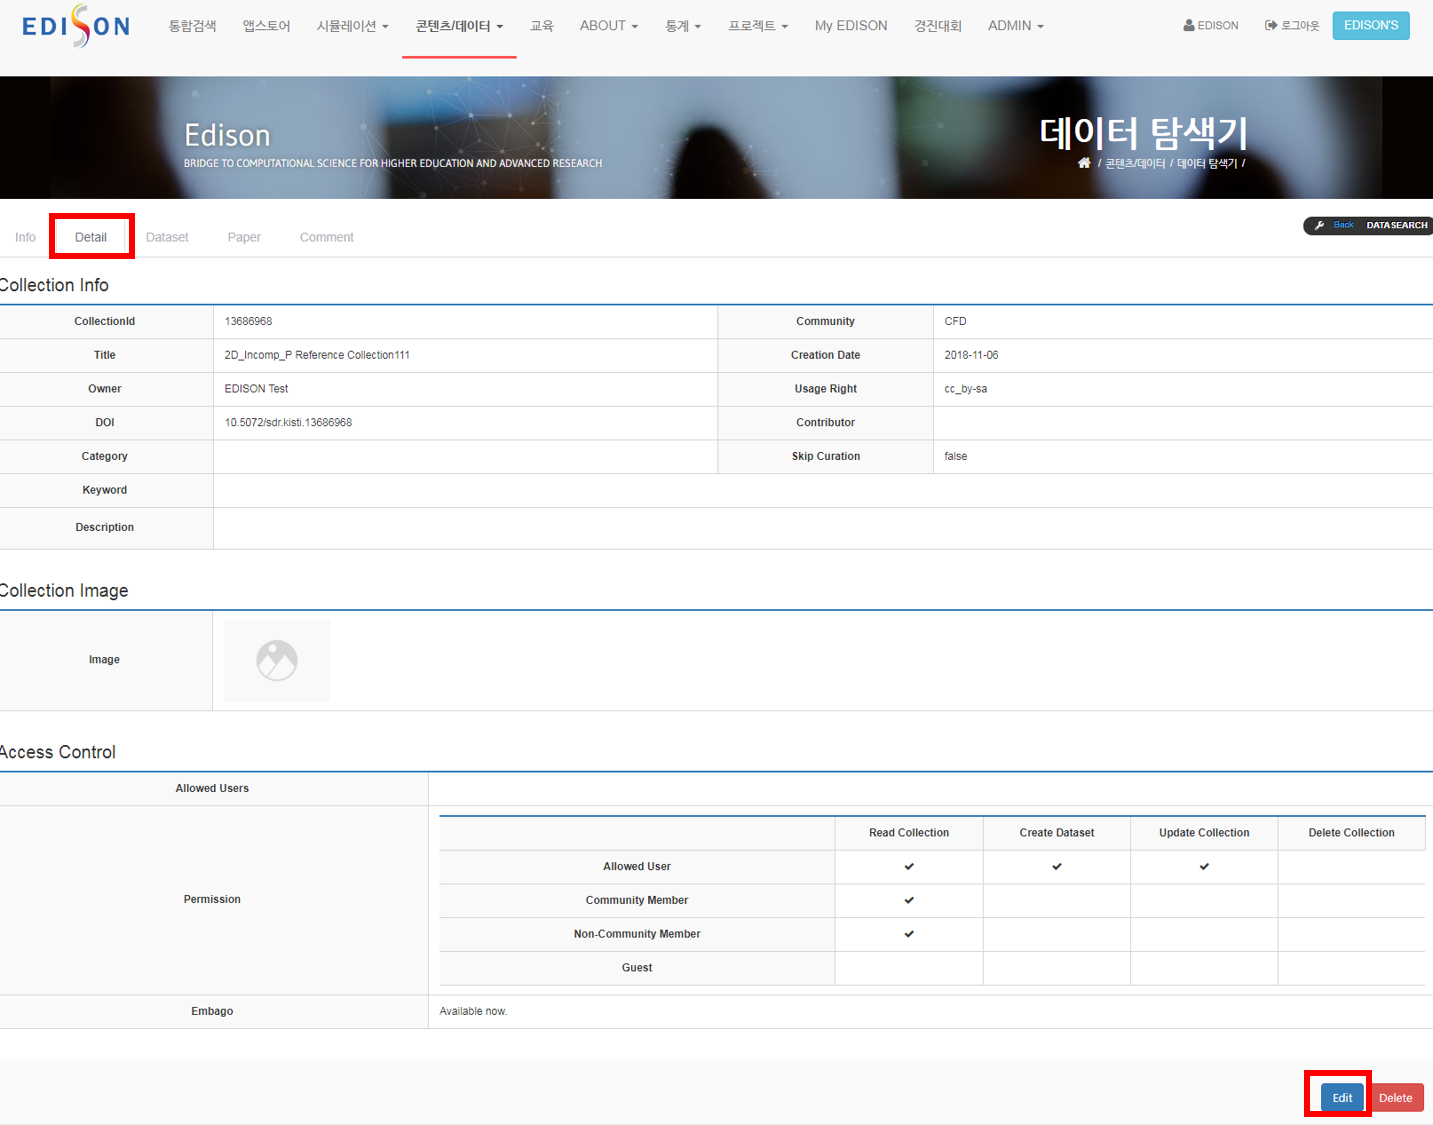 EDISON
통합검색 앱스토어 시뮬레이션 콘텐츠/데이터 교육 ABOUT 통계 프로젝트 My EDISON 경진대회 ADMIN EDISON 로그아웃 EDISON'S
Edison
BRIDGE TO COMPUTATIONAL SCIENCE FOR HIGHER EDUCATION AND ADVANCED RESEARCH
데이터 탐색기
/ 콘텐츠/데이터 / 데이터 탐색기 /
Info Detail Dataset Paper Comment
Back DATASEARCH
Collection Info
CollectionId 13686968 Community CFD
Title 2D_Incomp_P Reference Collection111 Creation Date 2018-11-06
Owner EDISON Test Usage Right cc_by-sa
DOI 10.5072/sdr.kisti.13686968 Contributor
Category Skip Curation false
Keyword
Description
Collection Image
Image
Access Control
Allowed Users
Permission
Read Collection Create Dataset Update Collection Delete Collection
Allowed User
Community Member
Non-Community Member
Guest
Embago Available now.
Edit Delete